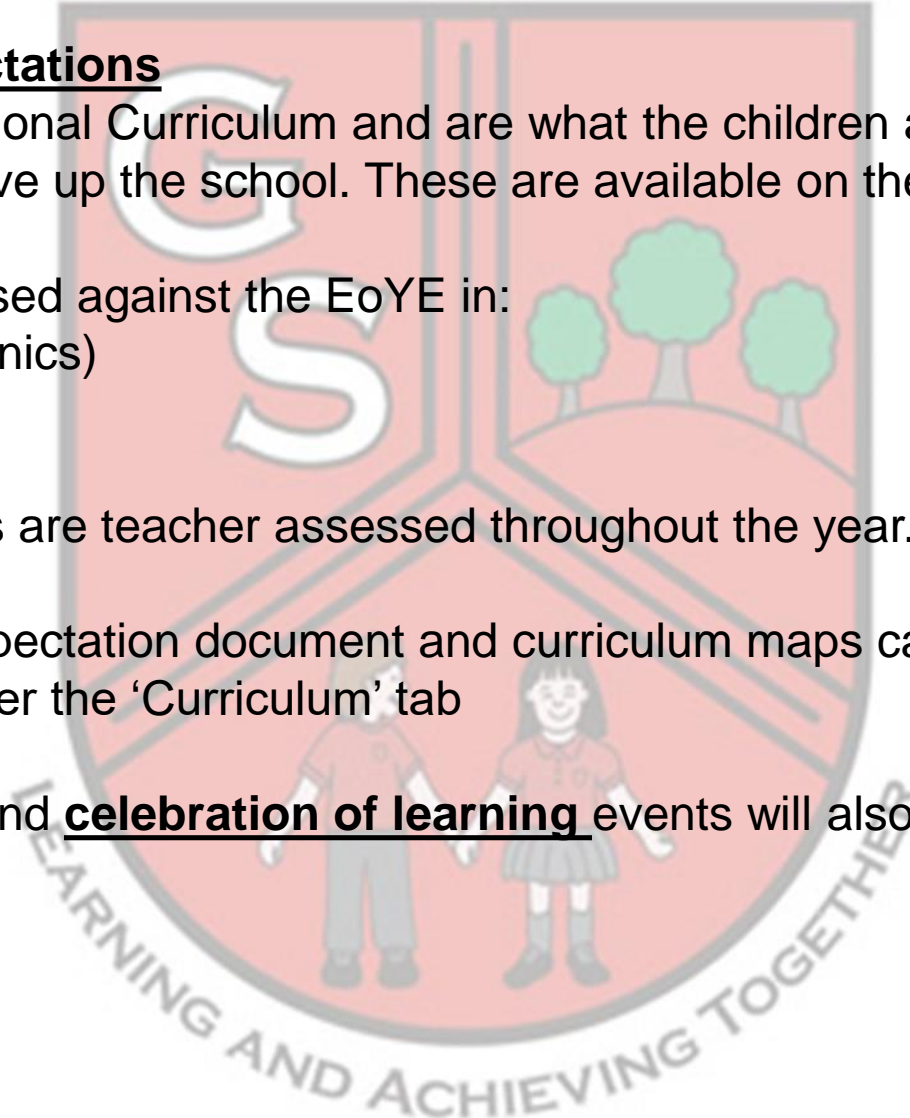 ctations
onal Curriculum and are what the children a
ve up the school. These are available on the
sed against the EoYE in:
nics)
s are teacher assessed throughout the year.
pectation document and curriculum maps ca
er the ‘Curriculum’ tab
nd celebration of learning events will also
G
S
LEARNING AND ACHIEVING TOGETHER